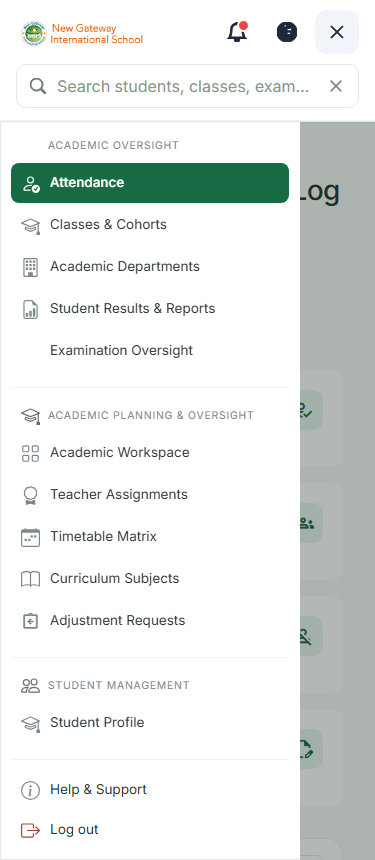 New Gateway
International School
Search students, classes, exam...
Log
ACADEMIC OVERSIGHT
Attendance
Classes & Cohorts
Academic Departments
Student Results & Reports
Examination Oversight
ACADEMIC PLANNING & OVERSIGHT
Academic Workspace
Teacher Assignments
Timetable Matrix
Curriculum Subjects
Adjustment Requests
STUDENT MANAGEMENT
Student Profile
Help & Support
Log out